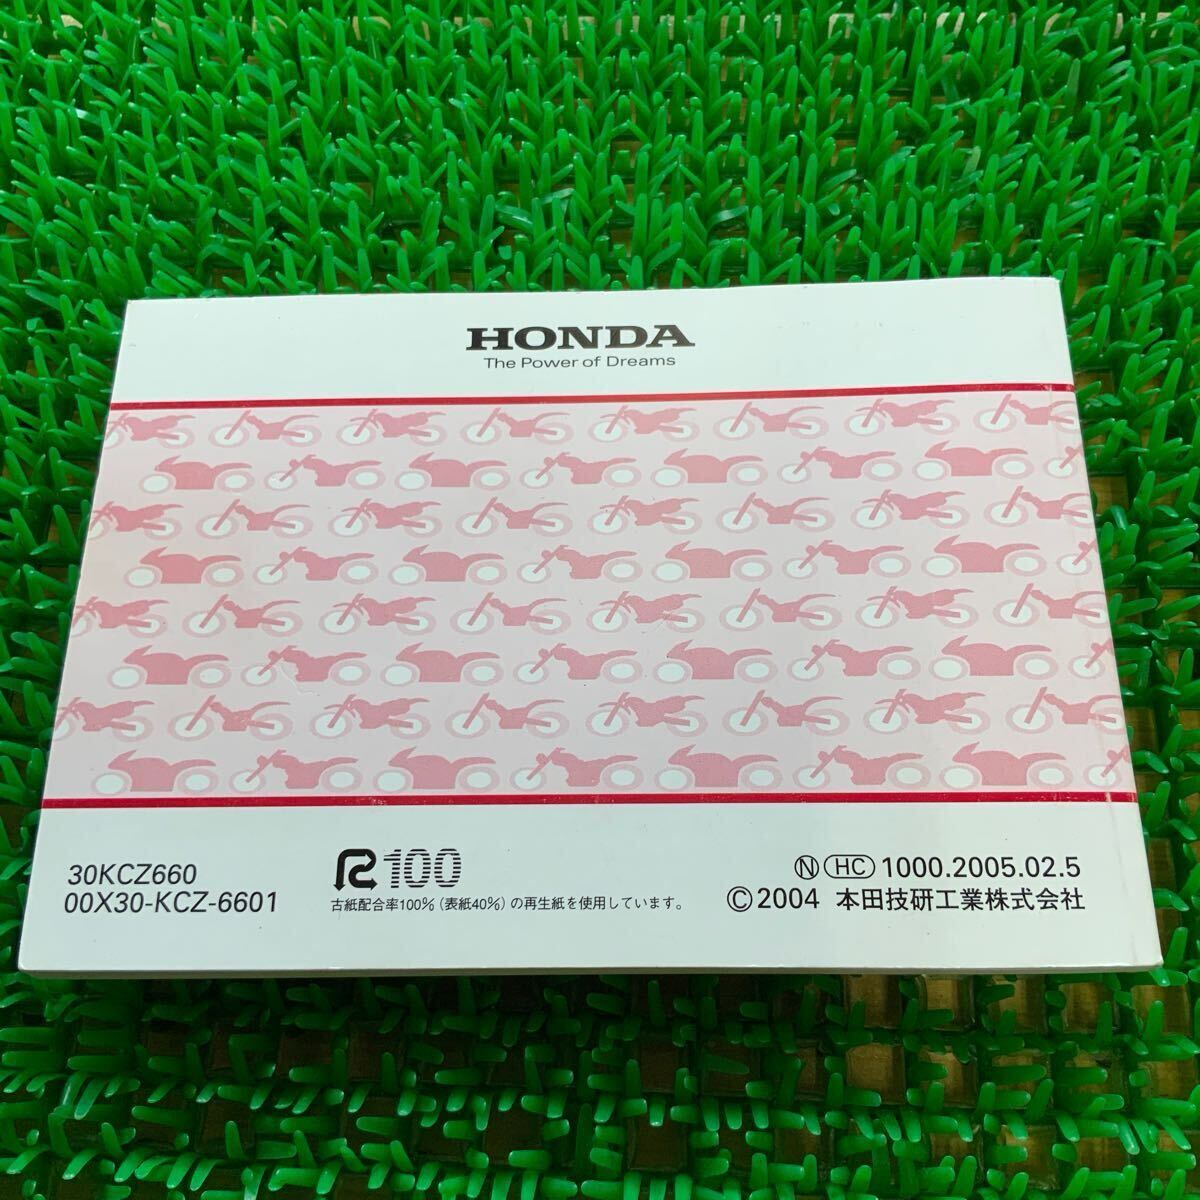 HONDA
The Power of Dreams
30KCZ660
00X30-KCZ-6601
R100
古紙配合率100%(表紙40%)の再生紙を使用しています。
Ⓝ HC 1000.2005.02.5
©2004 本田技研工業株式会社